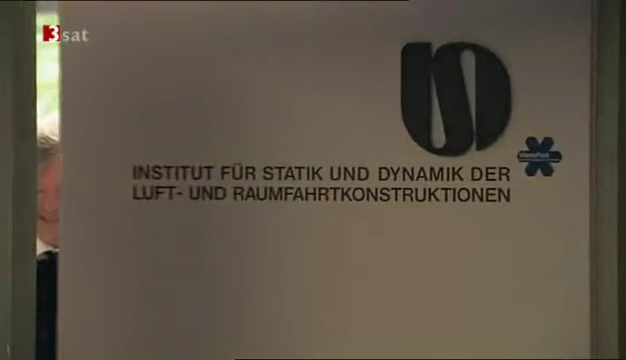 3sat
INSTITUT FÜR STATIK UND DYNAMIK DER
LUFT- UND RAUMFAHRTKONSTRUKTIONEN